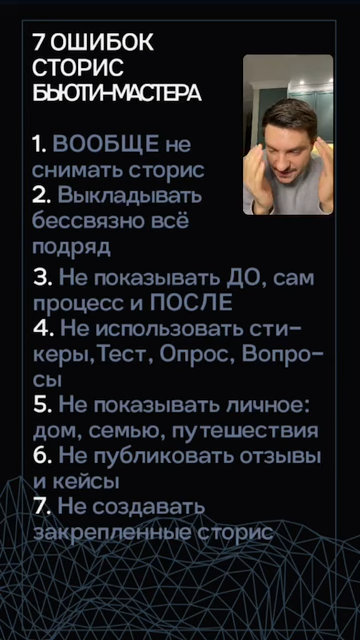 7 ОШИБОК
СТОРИС
БЬЮТИ-МАСТЕРА
1. ВООБЩЕ не
снимать сторис
2. Выкладывать
бессвязно всё
подряд
3. Не показывать ДО, сам
процесс и ПОСЛЕ
4. Не использовать сти-
керы,Тест, Опрос, Вопро-
сы
5. Не показывать личное:
дом, семью, путешествия
6. Не публиковать отзывы
и кейсы
7. Не создавать
закрепленные сторис